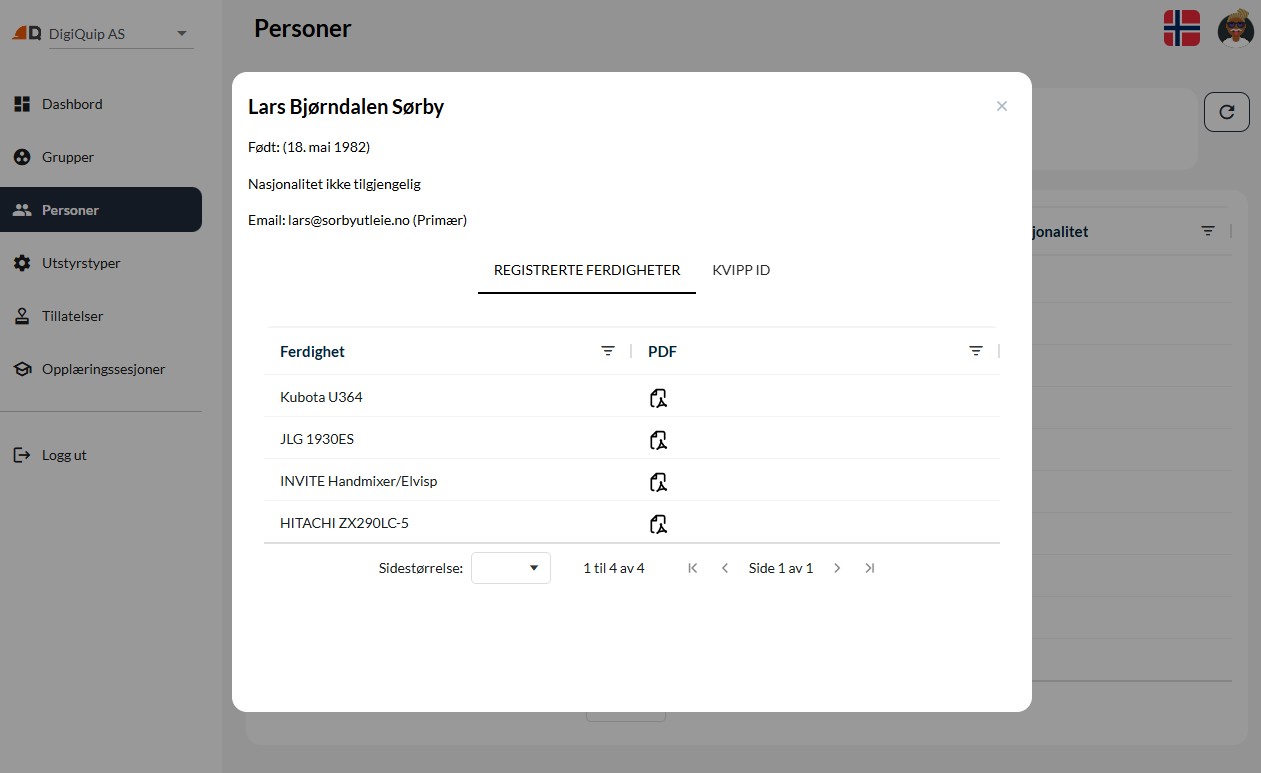 DigiQuip AS
Personer
Dashbord
Grupper
Personer
Utstyrstyper
Tillatelser
Opplæringssesjoner
Logg ut
jonalitet
Lars Bjørndalen Sørby
Født: (18. mai 1982)
Nasjonalitet ikke tilgjengelig
Email: lars@sorbyutleie.no (Primær)
REGISTRERTE FERDIGHETER KVIPP ID
Ferdighet PDF
Kubota U364
JLG 1930ES
INVITE Handmixer/Elvisp
HITACHI ZX290LC-5
Sidestørrelse: 1 til 4 av 4 Side 1 av 1